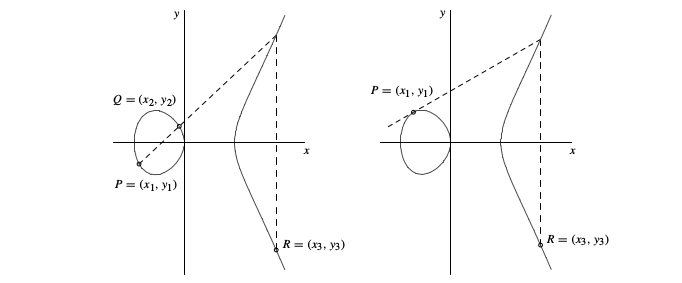 y
Q = (x₂, y₂)
x
P = (x₁, y₁)
R = (x₃, y₃)
y
P = (x₁, y₁)
x
R = (x₃, y₃)